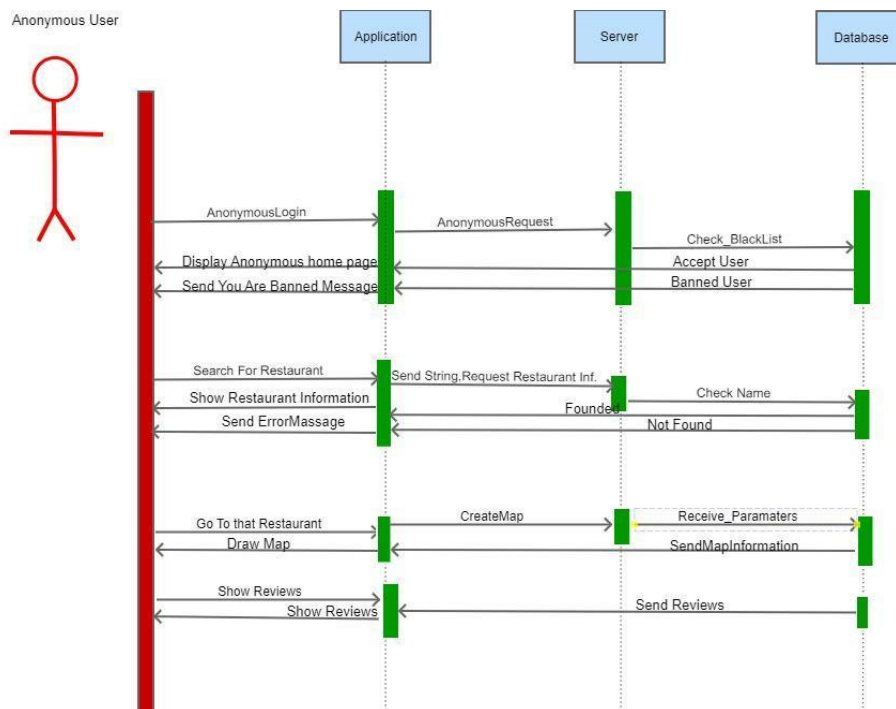 Anonymous User
Application
Server
Database
AnonymousLogin
AnonymousRequest
Check_BlackList
Display Anonymous home page
Accept User
Send You Are Banned Message
Banned User
Search For Restaurant
Send String,Request Restaurant Inf.
Check Name
Show Restaurant Information
Founded
Send ErrorMassage
Not Found
Go To that Restaurant
CreateMap
Receive_Paramaters
Draw Map
SendMapInformation
Show Reviews
Show Reviews
Send Reviews